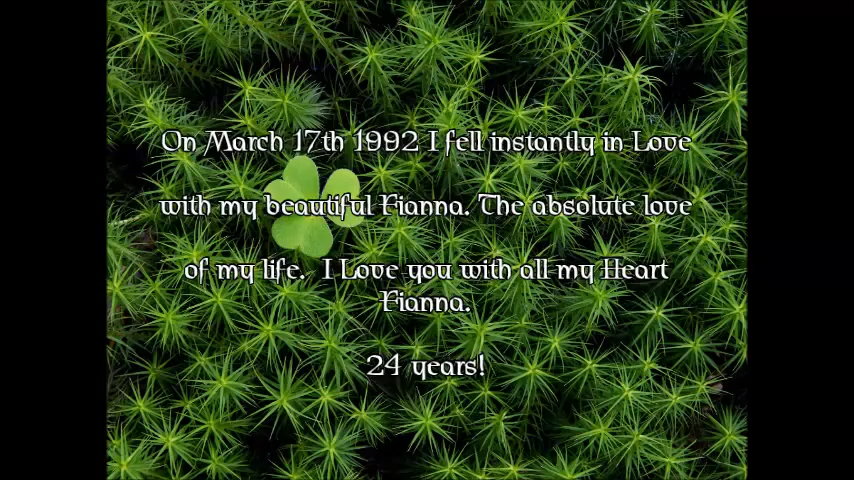 On March 17th 1992 I fell instantly in Love
with my beautiful Fianna. The absolute love
of my life.  I Love you with all my Heart
Fianna.
24 years!